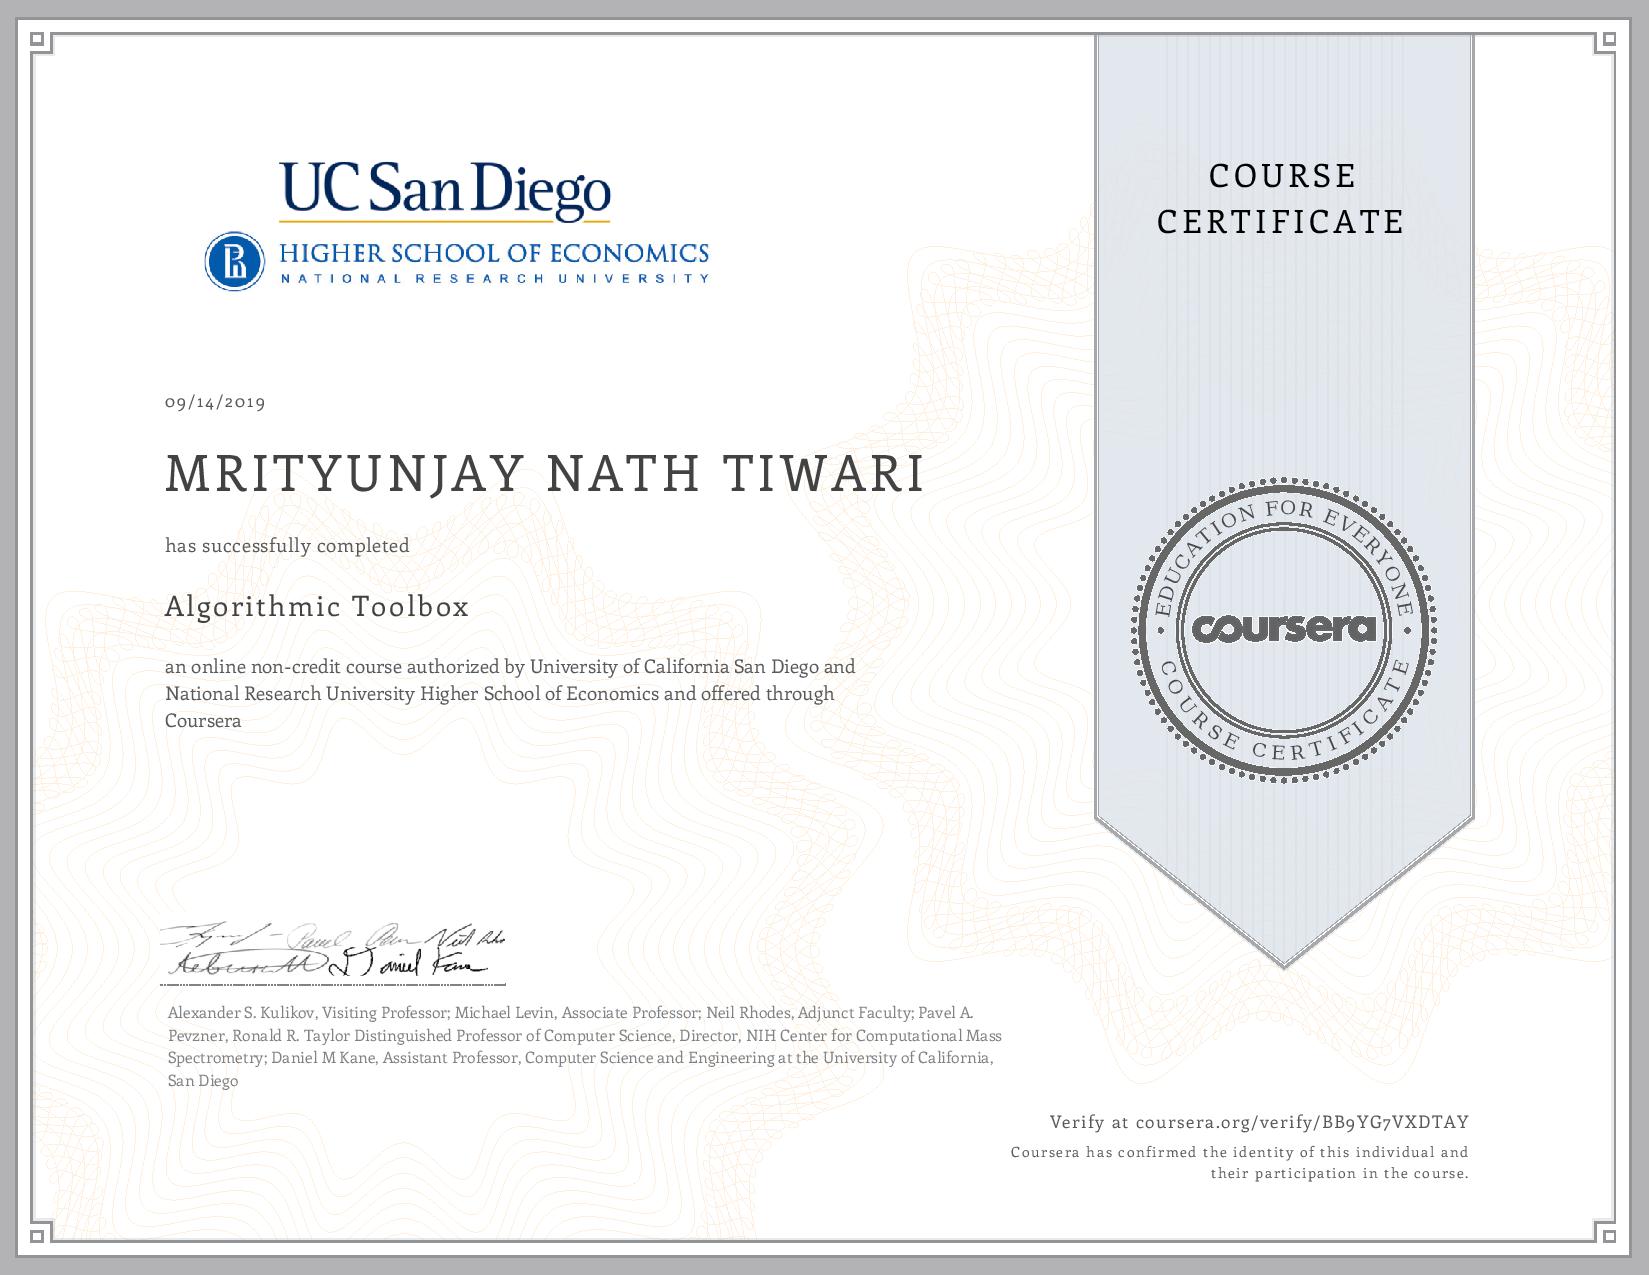 UC San Diego
HIGHER SCHOOL OF ECONOMICS
NATIONAL RESEARCH UNIVERSITY
COURSE
CERTIFICATE
09/14/2019
MRITYUNJAY NATH TIWARI
has successfully completed
Algorithmic Toolbox
an online non-credit course authorized by University of California San Diego and
National Research University Higher School of Economics and offered through
Coursera
EDUCATION FOR EVERYONE
coursera
COURSE CERTIFICATE
Daniel Kane
Alexander S. Kulikov, Visiting Professor; Michael Levin, Associate Professor; Neil Rhodes, Adjunct Faculty; Pavel A.
Pevzner, Ronald R. Taylor Distinguished Professor of Computer Science, Director, NIH Center for Computational Mass
Spectrometry; Daniel M Kane, Assistant Professor, Computer Science and Engineering at the University of California,
San Diego
Verify at coursera.org/verify/BB9YG7VXDTAY
Coursera has confirmed the identity of this individual and
their participation in the course.